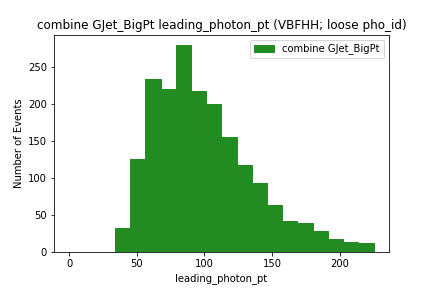 combine GJet_BigPt leading_photon_pt (VBFHH; loose pho_id)
combine GJet_BigPt
Number of Events
250
200
150
100
50
0
0 50 100 150 200
leading_photon_pt